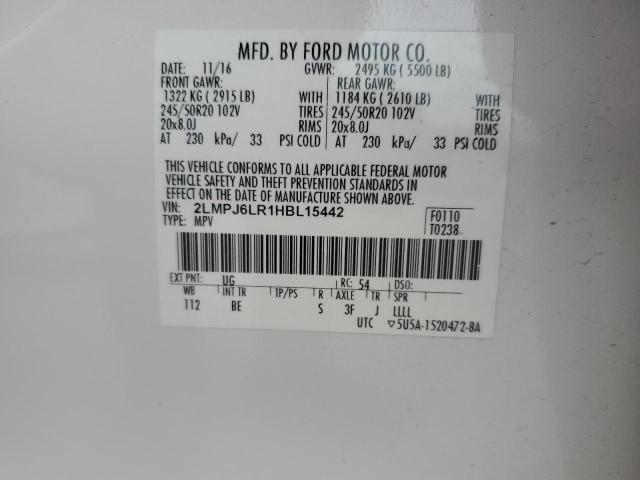 MFD. BY FORD MOTOR CO.
DATE: 11/16 GVWR: 2495 KG ( 5500 LB)
FRONT GAWR: REAR GAWR:
1322 KG ( 2915 LB) WITH 1184 KG ( 2610 LB) WITH
245/50R20 102V TIRES 245/50R20 102V TIRES
20x8.0J RIMS 20x8.0J RIMS
AT 230 kPa/ 33 PSI COLD AT 230 kPa/ 33 PSI COLD
THIS VEHICLE CONFORMS TO ALL APPLICABLE FEDERAL MOTOR
VEHICLE SAFETY AND THEFT PREVENTION STANDARDS IN
EFFECT ON THE DATE OF MANUFACTURE SHOWN ABOVE.
VIN: 2LMPJ6LR1HBL15442 F0110
TYPE: MPV T0238
EXT PNT: UG RC: 54 DSO:
WB INT TR TP/PS R AXLE TR SPR
112 BE S 3F J LLLL
UTC ▽5U5A-1520472-BA